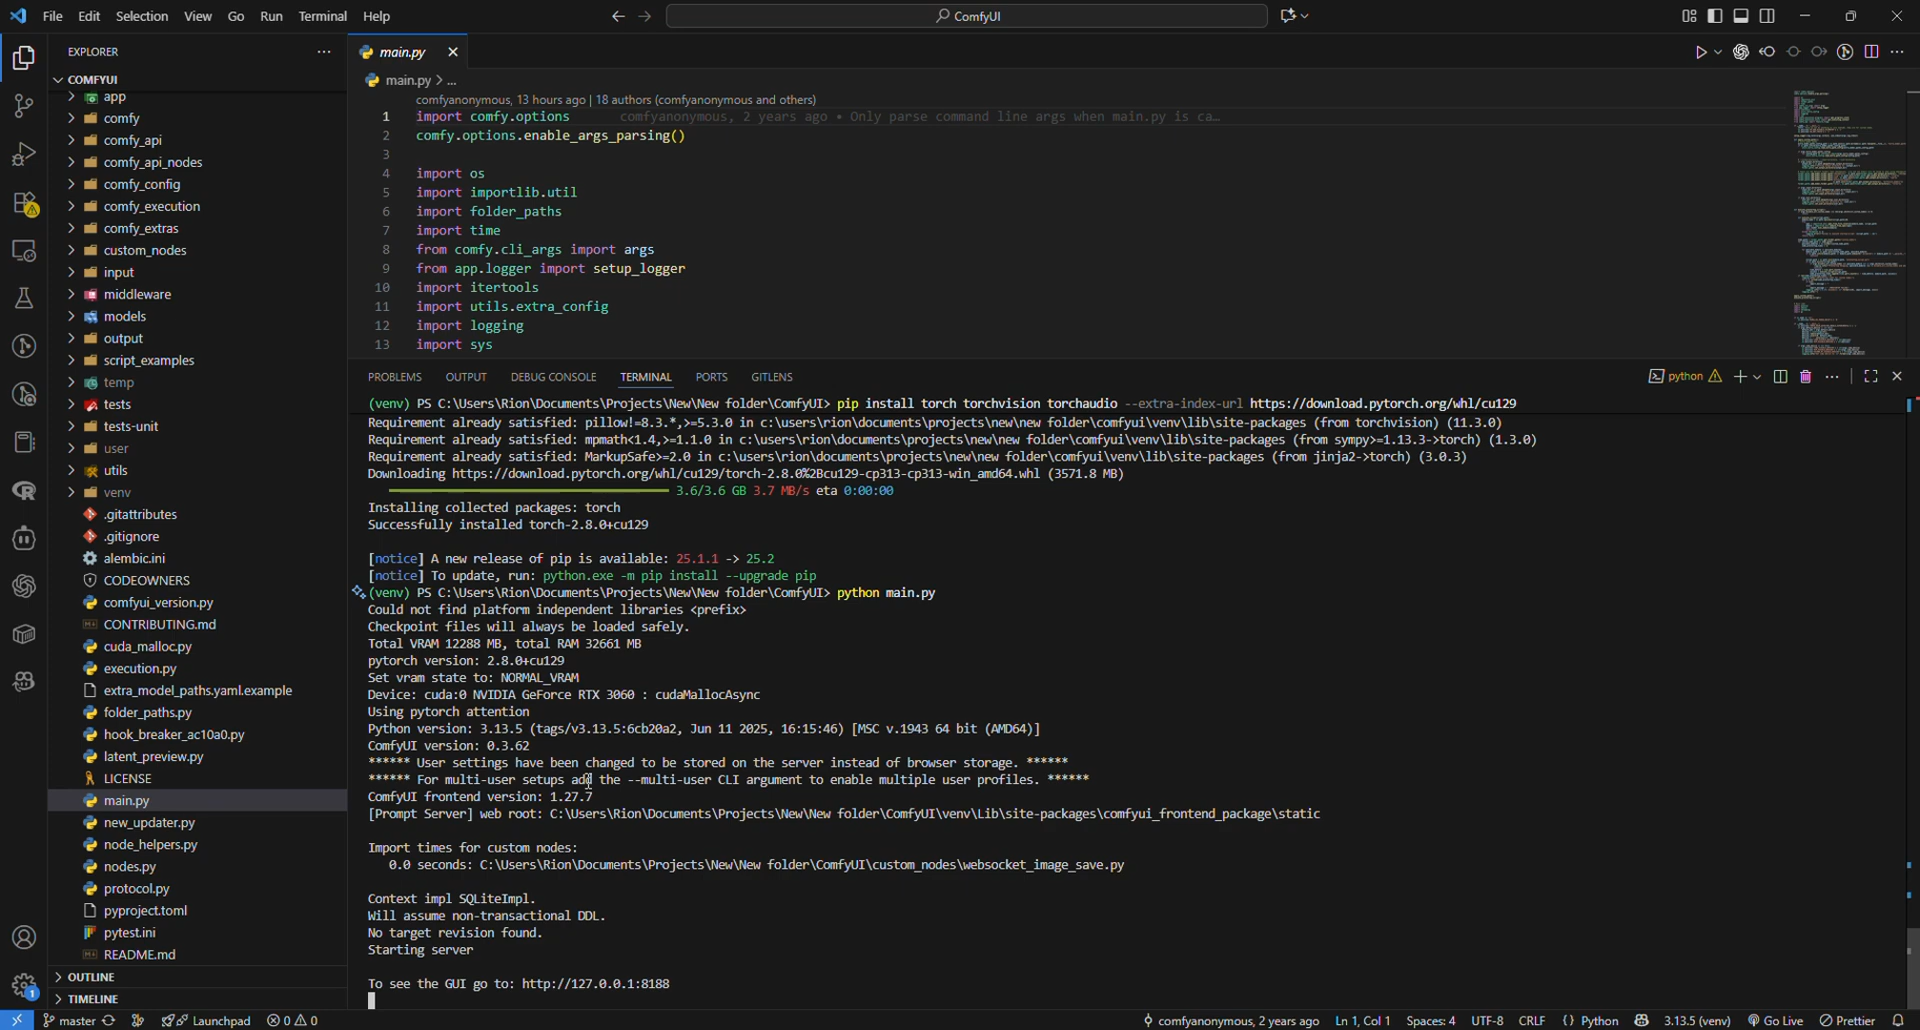 File Edit Selection View Go Run Terminal Help
ComfyUI
EXPLORER
COMFYUI
app
comfy
comfy_api
comfy_api_nodes
comfy_config
comfy_execution
comfy_extras
custom_nodes
input
middleware
models
output
script_examples
temp
tests
tests-unit
user
utils
venv
.gitattributes
.gitignore
alembic.ini
CODEOWNERS
comfyui_version.py
CONTRIBUTING.md
cuda_malloc.py
execution.py
extra_model_paths.yaml.example
folder_paths.py
hook_breaker_ac10a0.py
latent_preview.py
LICENSE
main.py
new_updater.py
node_helpers.py
nodes.py
protocol.py
pyproject.toml
pytest.ini
README.md
OUTLINE
TIMELINE
main.py
main.py > ...
comfyanonymous, 13 hours ago | 18 authors (comfyanonymous and others)
1 import comfy.options comfyanonymous, 2 years ago • Only parse command line args when main.py is ca…
2 comfy.options.enable_args_parsing()
3
4 import os
5 import importlib.util
6 import folder_paths
7 import time
8 from comfy.cli_args import args
9 from app.logger import setup_logger
10 import itertools
11 import utils.extra_config
12 import logging
13 import sys
PROBLEMS OUTPUT DEBUG CONSOLE TERMINAL PORTS GITLENS
python
(venv) PS C:\Users\Rion\Documents\Projects\New\New folder\ComfyUI> pip install torch torchvision torchaudio --extra-index-url https://download.pytorch.org/whl/cu129
Requirement already satisfied: pillow!=8.3.*,>=5.3.0 in c:\users\rion\documents\projects\new\new folder\comfyui\venv\lib\site-packages (from torchvision) (11.3.0)
Requirement already satisfied: mpmath<1.4,>=1.1.0 in c:\users\rion\documents\projects\new\new folder\comfyui\venv\lib\site-packages (from sympy>=1.13.3->torch) (1.3.0)
Requirement already satisfied: MarkupSafe>=2.0 in c:\users\rion\documents\projects\new\new folder\comfyui\venv\lib\site-packages (from jinja2->torch) (3.0.3)
Downloading https://download.pytorch.org/whl/cu129/torch-2.8.0%2Bcu129-cp313-cp313-win_amd64.whl (3571.8 MB)
3.6/3.6 GB 3.7 MB/s eta 0:00:00
Installing collected packages: torch
Successfully installed torch-2.8.0+cu129
[notice] A new release of pip is available: 25.1.1 -> 25.2
[notice] To update, run: python.exe -m pip install --upgrade pip
(venv) PS C:\Users\Rion\Documents\Projects\New\New folder\ComfyUI> python main.py
Could not find platform independent libraries <prefix>
Checkpoint files will always be loaded safely.
Total VRAM 12288 MB, total RAM 32661 MB
pytorch version: 2.8.0+cu129
Set vram state to: NORMAL_VRAM
Device: cuda:0 NVIDIA GeForce RTX 3060 : cudaMallocAsync
Using pytorch attention
Python version: 3.13.5 (tags/v3.13.5:6cb20a2, Jun 11 2025, 16:15:46) [MSC v.1943 64 bit (AMD64)]
ComfyUI version: 0.3.62
****** User settings have been changed to be stored on the server instead of browser storage. ******
****** For multi-user setups add the --multi-user CLI argument to enable multiple user profiles. ******
ComfyUI frontend version: 1.27.7
[Prompt Server] web root: C:\Users\Rion\Documents\Projects\New\New folder\ComfyUI\venv\Lib\site-packages\comfyui_frontend_package\static
Import times for custom nodes:
0.0 seconds: C:\Users\Rion\Documents\Projects\New\New folder\ComfyUI\custom_nodes\websocket_image_save.py
Context impl SQLiteImpl.
Will assume non-transactional DDL.
No target revision found.
Starting server
To see the GUI go to: http://127.0.0.1:8188
1
master Launchpad 0 0 comfyanonymous, 2 years ago Ln 1, Col 1 Spaces: 4 UTF-8 CRLF {} Python 3.13.5 (venv) Go Live Prettier